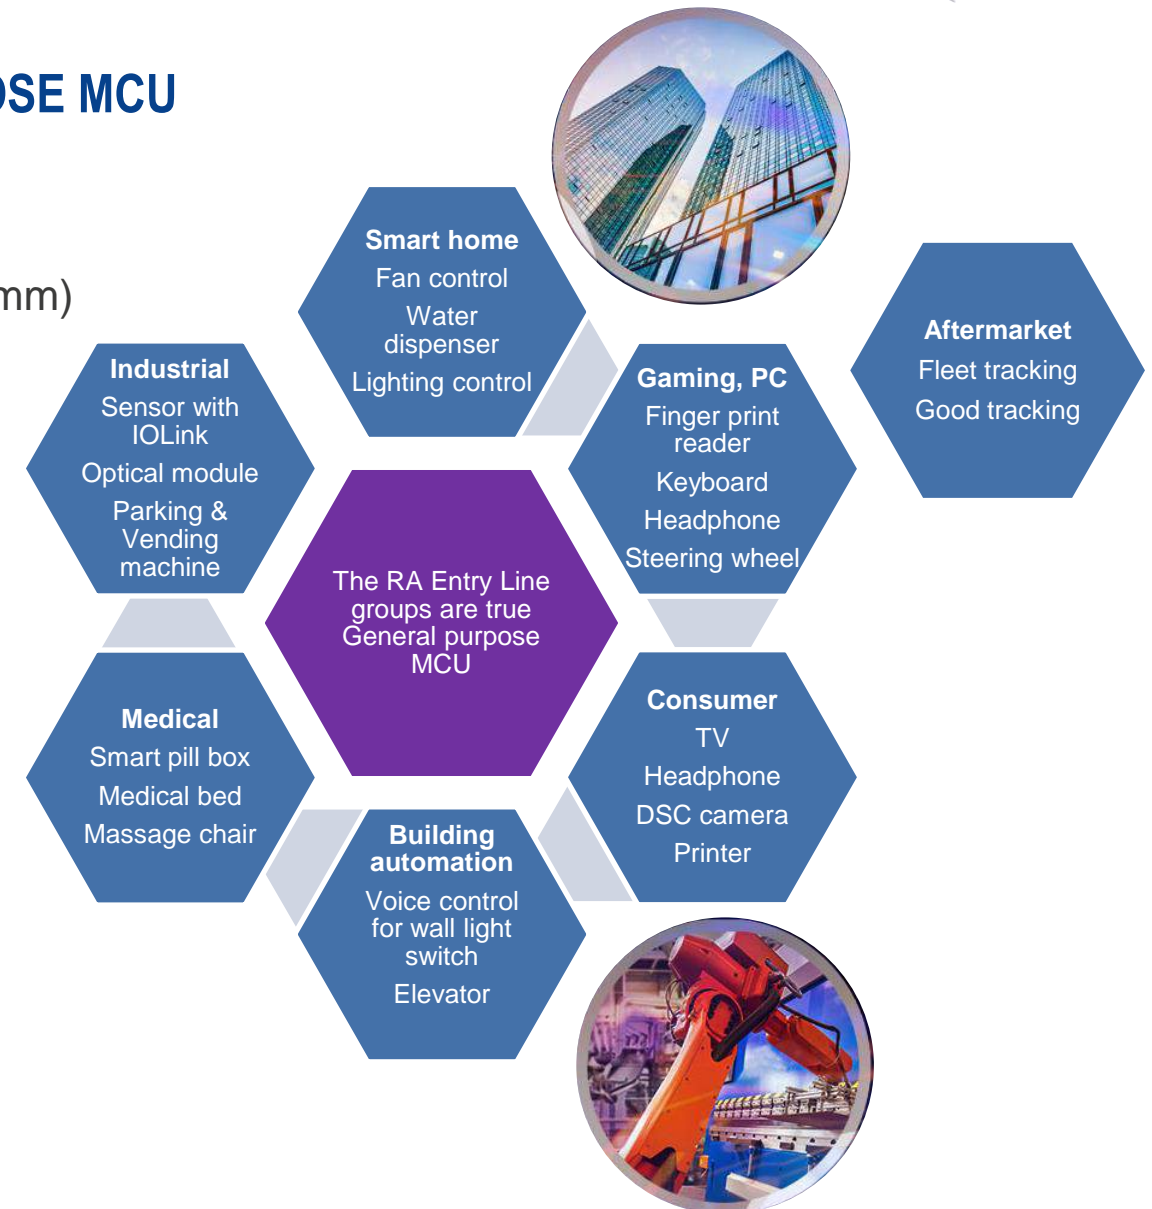 OSE MCU
mm)
Smart home
Fan control
Water
dispenser
Lighting control
Aftermarket
Fleet tracking
Good tracking
Industrial
Sensor with
IOLink
Optical module
Parking &
Vending
machine
Gaming, PC
Finger print
reader
Keyboard
Headphone
Steering wheel
The RA Entry Line
groups are true
General purpose
MCU
Medical
Smart pill box
Medical bed
Massage chair
Consumer
TV
Headphone
DSC camera
Printer
Building
automation
Voice control
for wall light
switch
Elevator